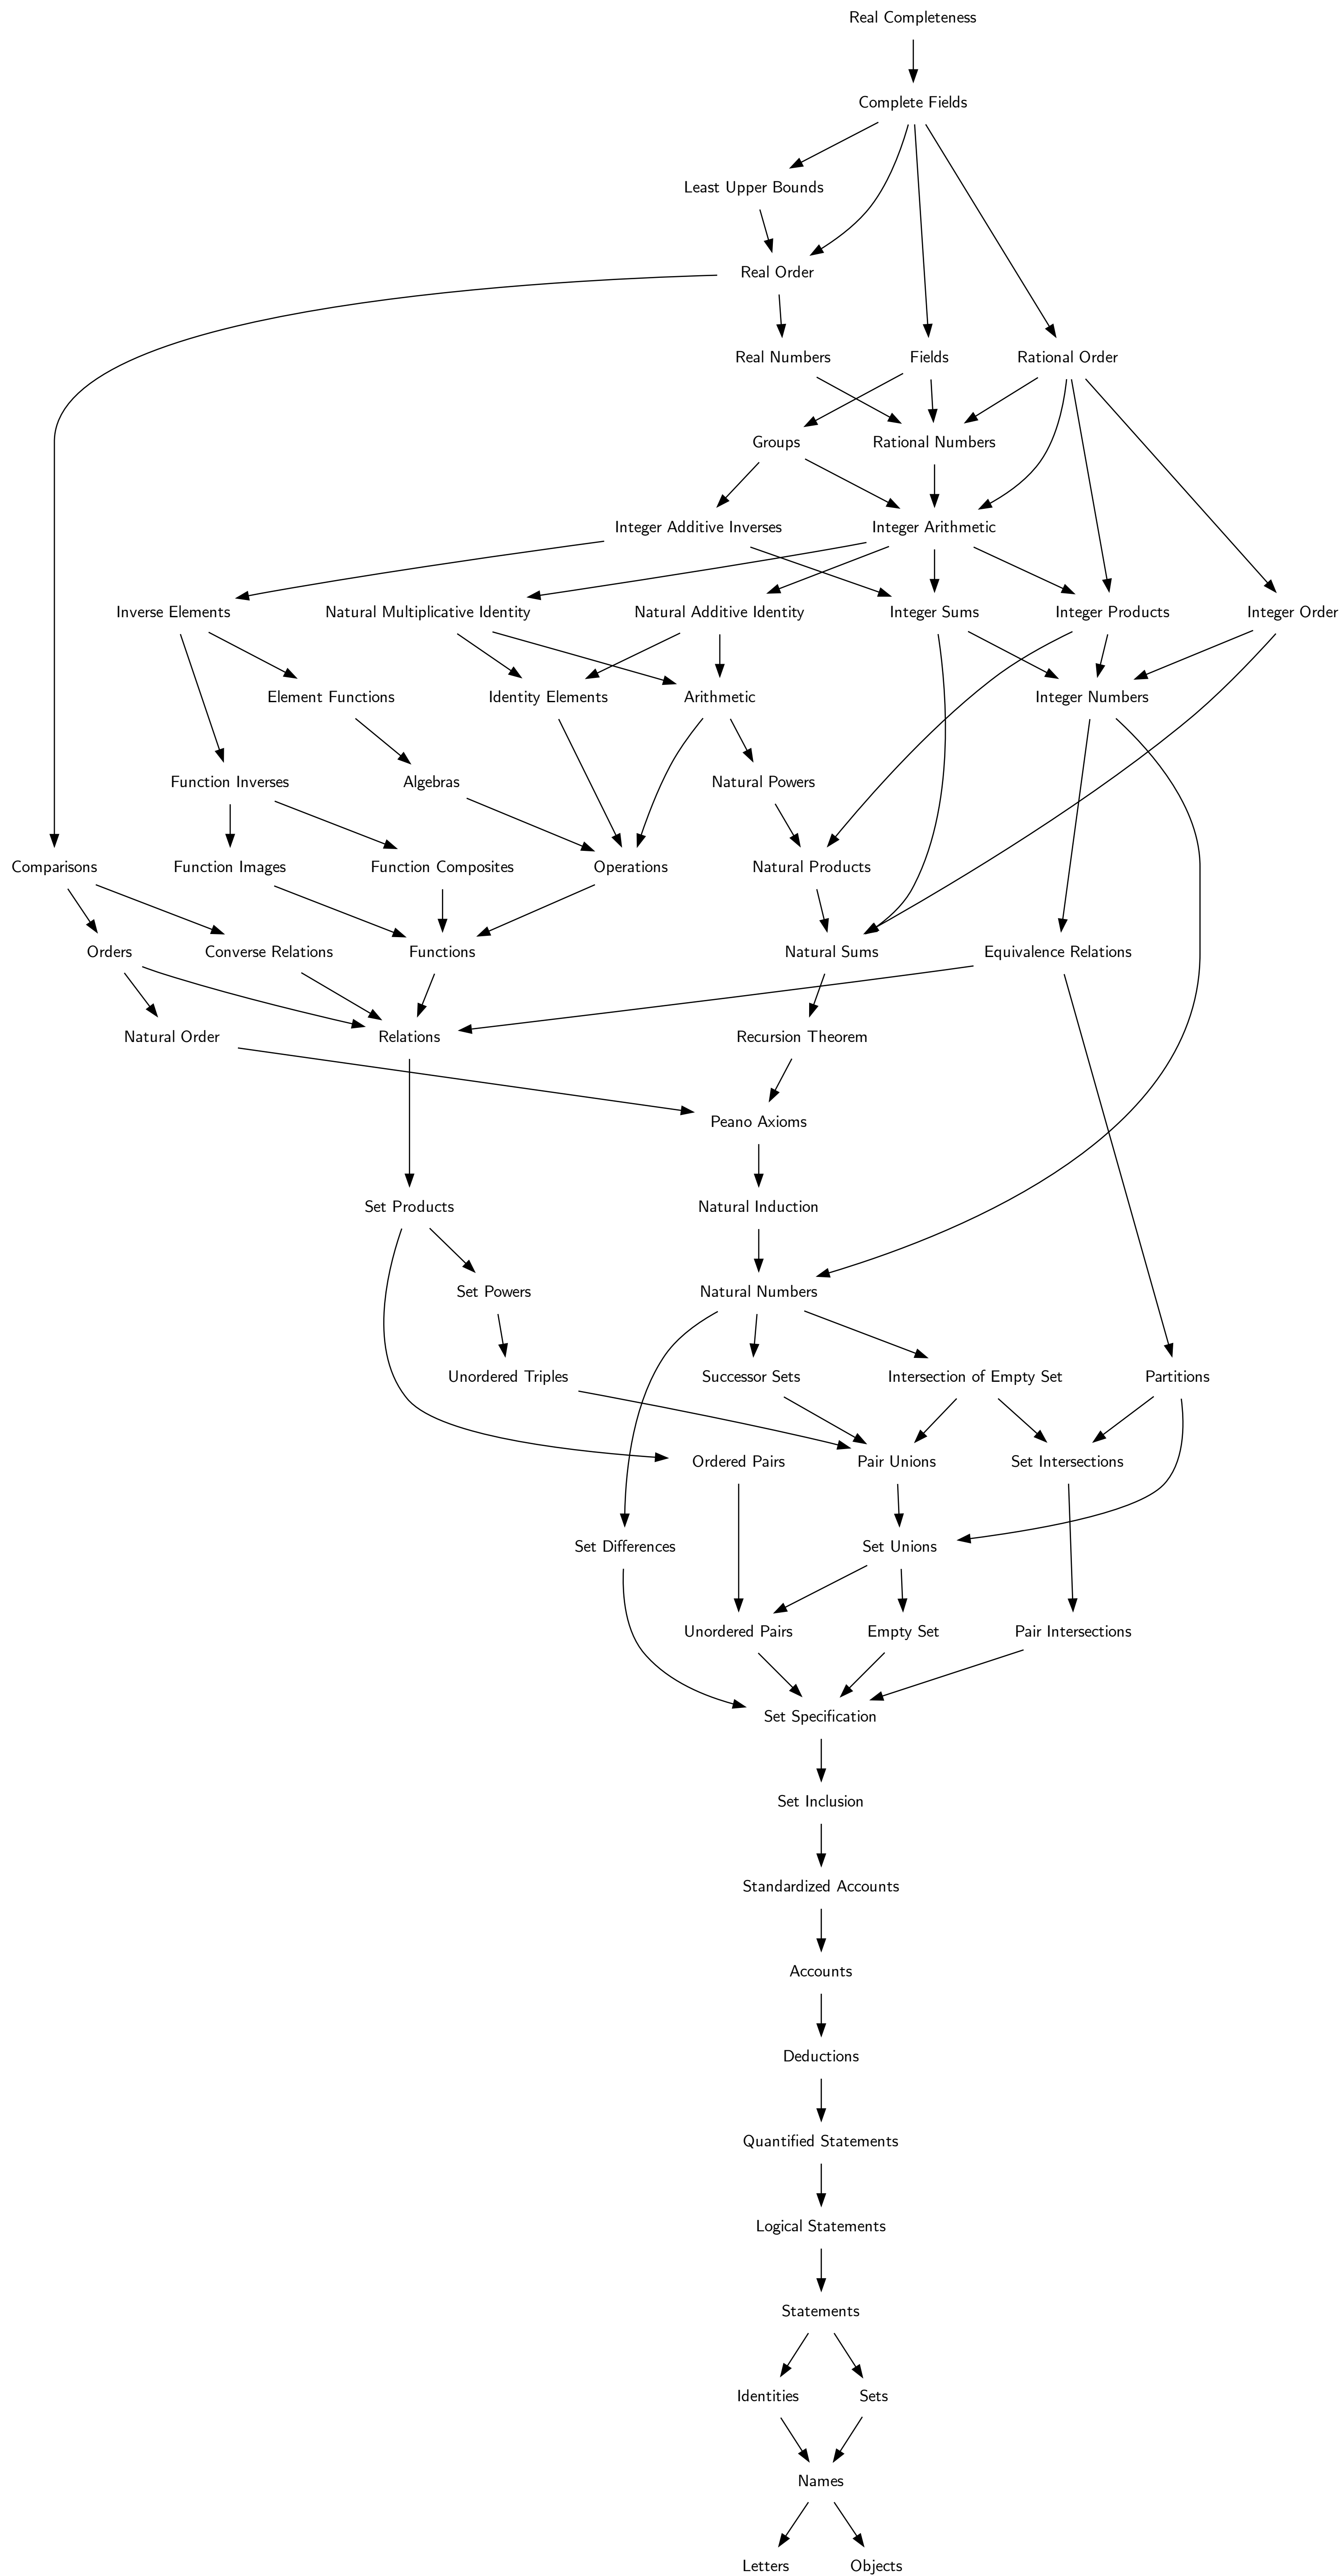 Real Completeness
Complete Fields
Least Upper Bounds
Real Order
Real Numbers
Fields
Rational Order
Groups
Rational Numbers
Integer Additive Inverses
Integer Arithmetic
Inverse Elements
Natural Multiplicative Identity
Natural Additive Identity
Integer Sums
Integer Products
Integer Order
Element Functions
Identity Elements
Arithmetic
Integer Numbers
Function Inverses
Algebras
Natural Powers
Comparisons
Function Images
Function Composites
Operations
Natural Products
Orders
Converse Relations
Functions
Natural Sums
Equivalence Relations
Natural Order
Relations
Recursion Theorem
Peano Axioms
Set Products
Natural Induction
Set Powers
Natural Numbers
Unordered Triples
Successor Sets
Intersection of Empty Set
Partitions
Ordered Pairs
Pair Unions
Set Intersections
Set Differences
Set Unions
Unordered Pairs
Empty Set
Pair Intersections
Set Specification
Set Inclusion
Standardized Accounts
Accounts
Deductions
Quantified Statements
Logical Statements
Statements
Identities
Sets
Names
Letters
Objects